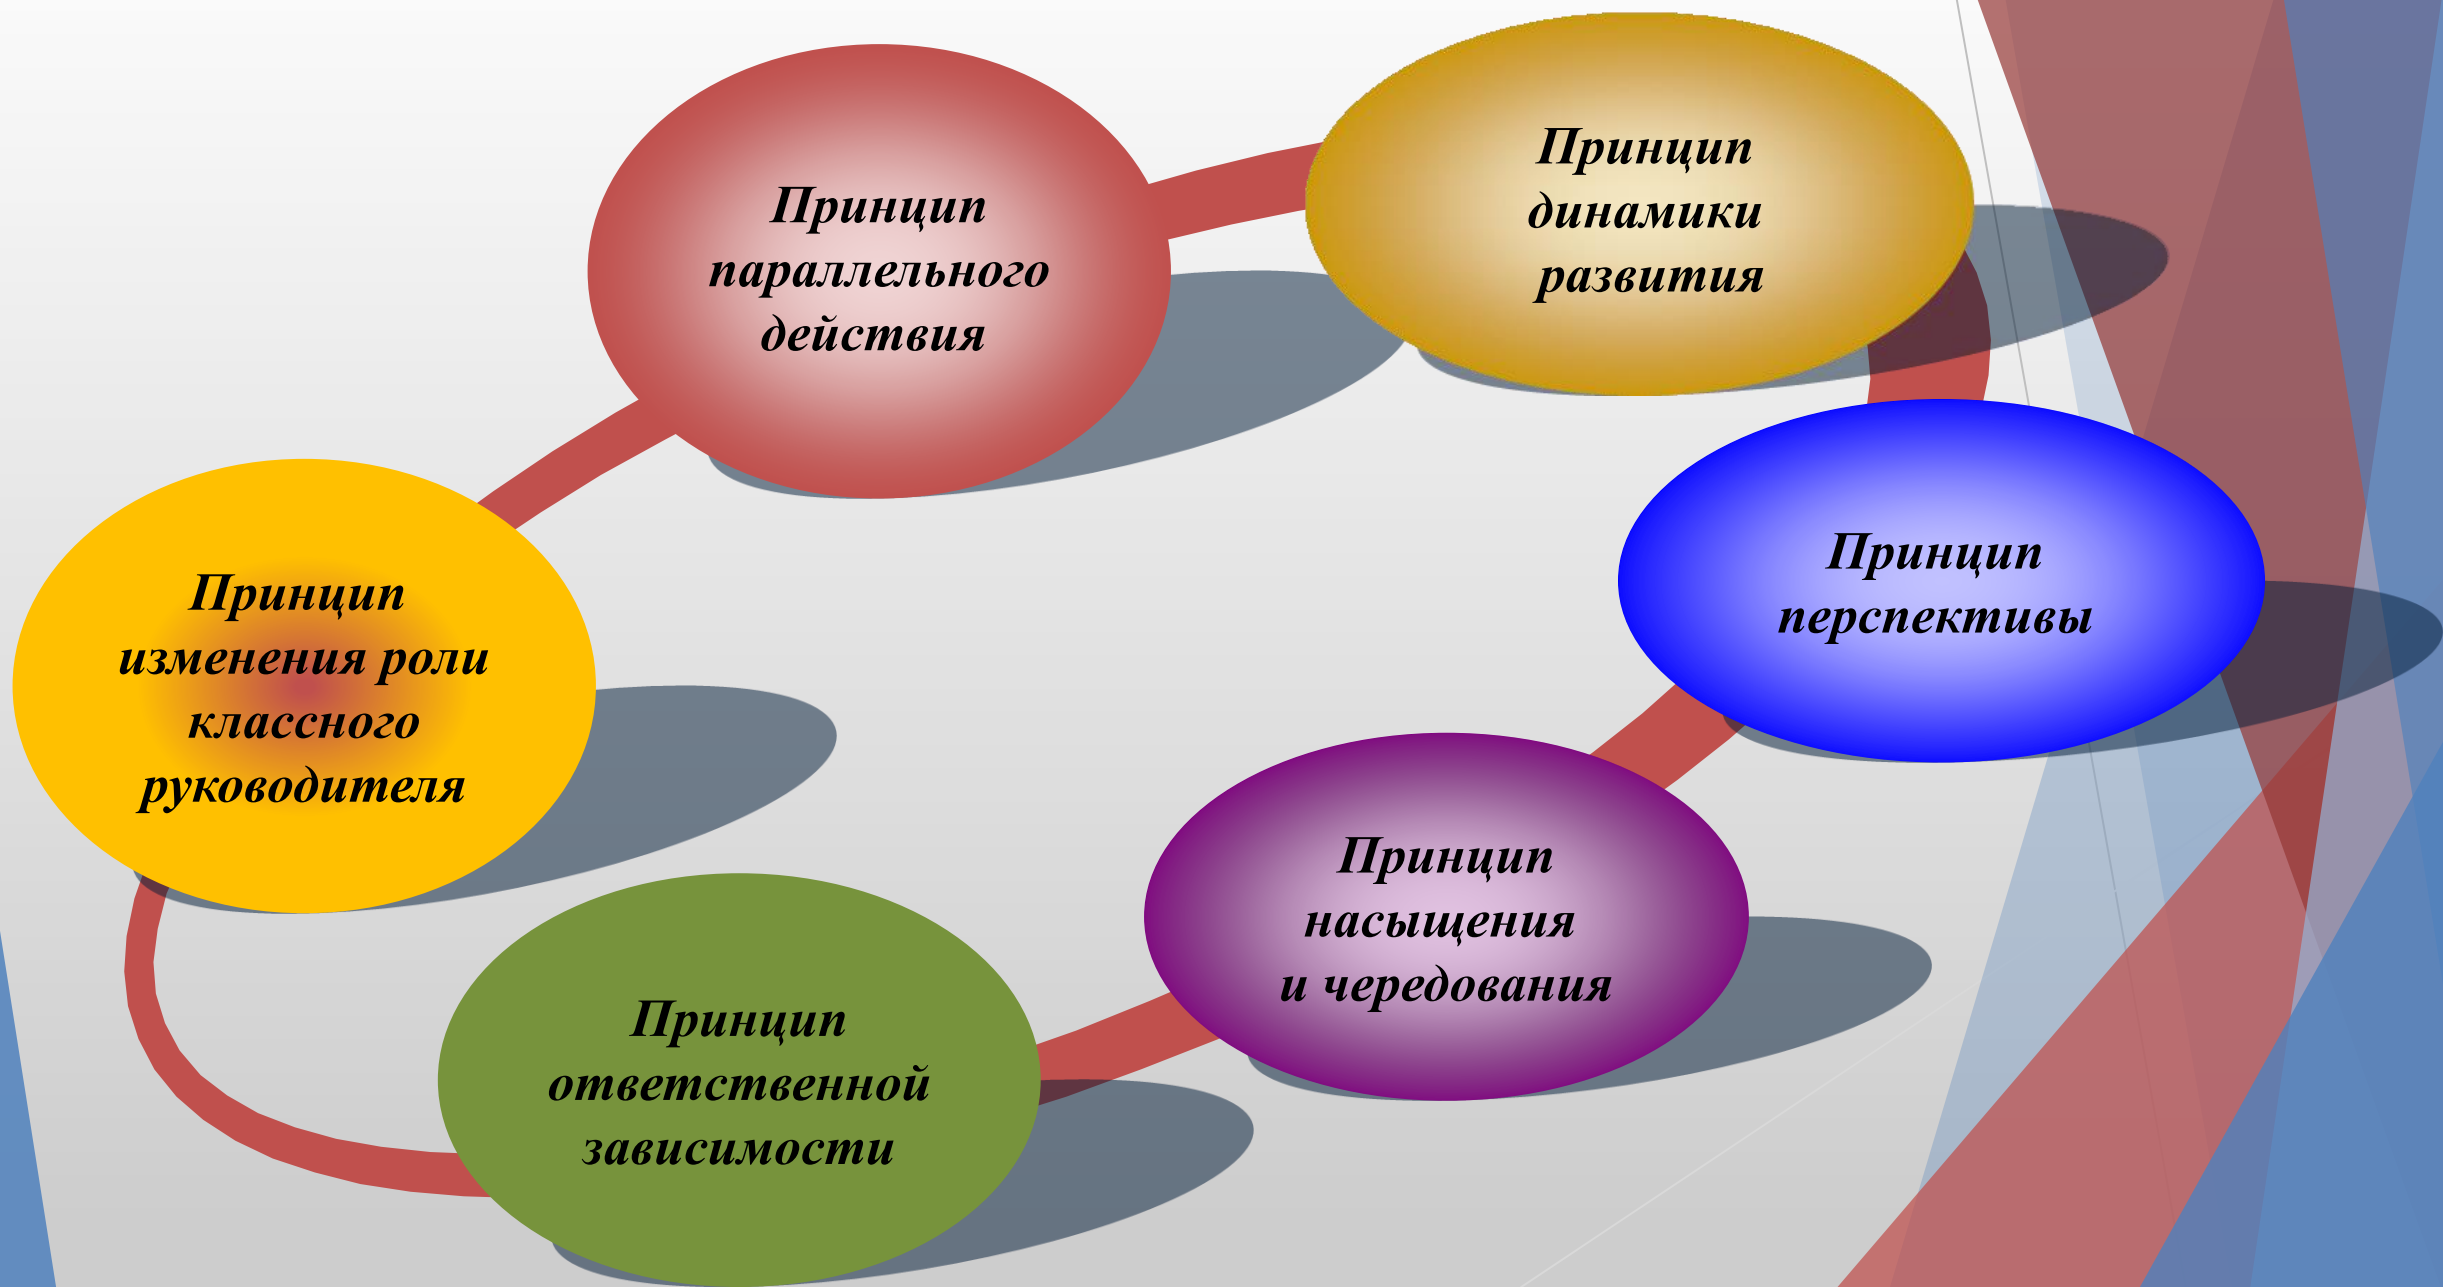 Принцип
параллельного
действия
Принцип
динамики
развития
Принцип
перспективы
Принцип
насыщения
и чередования
Принцип
ответственной
зависимости
Принцип
изменения роли
классного
руководителя